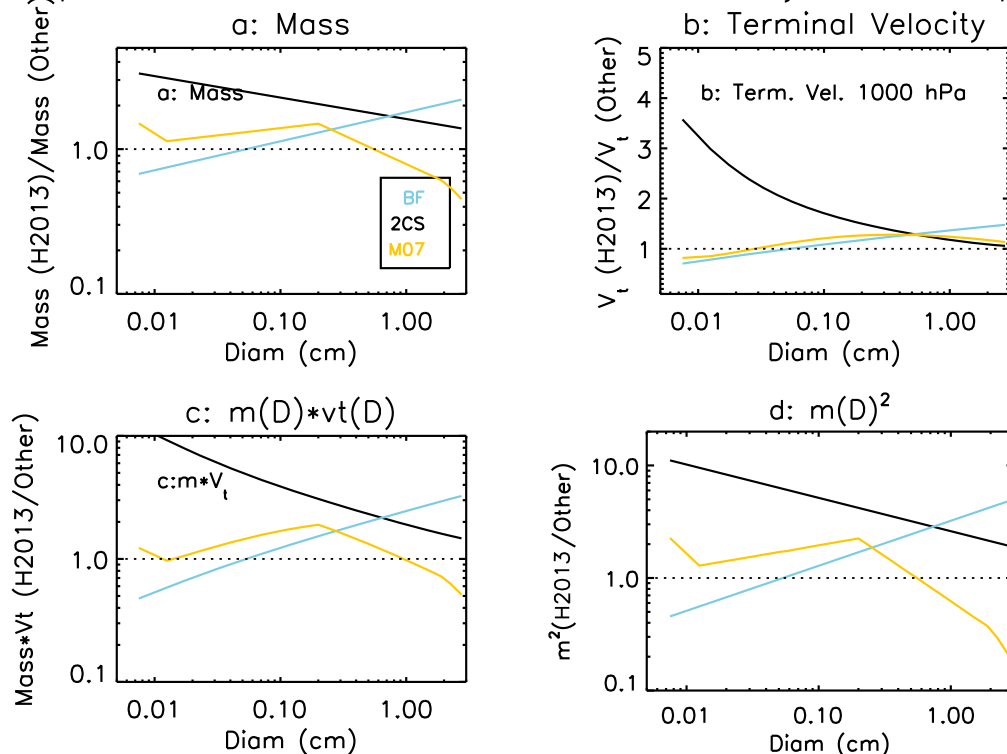 a: Mass
Mass (H2013)/Mass (Other)
a: Mass
1.0
0.1
BF
2CS
M07
0.01 0.10 1.00
Diam (cm)
b: Terminal Velocity
V_t (H2013)/V_t (Other)
b: Term. Vel. 1000 hPa
5
4
3
2
1
0.01 0.10 1.00
Diam (cm)
c: m(D)*vt(D)
Mass*Vt (H2013/Other)
10.0
c:m*V_t
1.0
0.1
0.01 0.10 1.00
Diam (cm)
d: m(D)²
m²(H2013/Other)
10.0
1.0
0.1
0.01 0.10 1.00
Diam (cm)